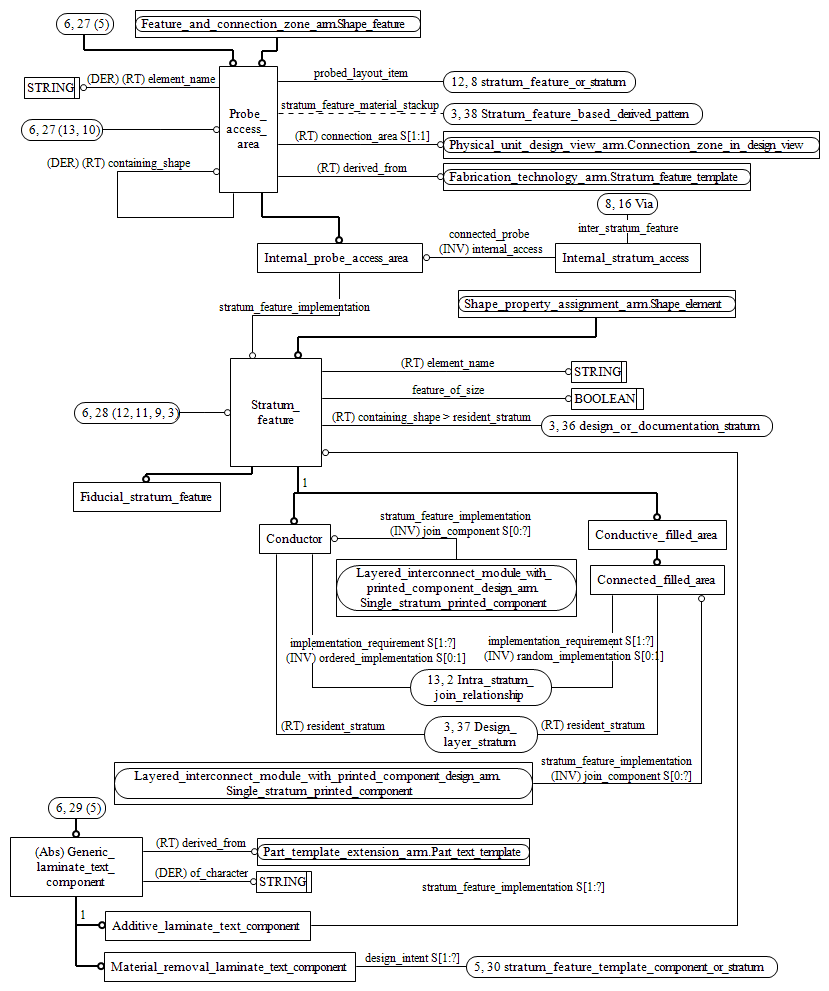 6, 27 (5)
Feature_and_connection_zone_arm.Shape_feature
STRING
(DER) (RT) element_name
probed_layout_item
12, 8 stratum_feature_or_stratum
Probe_
access_
area
stratum_feature_material_stackup
3, 38 Stratum_feature_based_derived_pattern
6, 27 (13, 10)
(RT) connection_area S[1:1]
Physical_unit_design_view_arm.Connection_zone_in_design_view
(DER) (RT) containing_shape
(RT) derived_from
Fabrication_technology_arm.Stratum_feature_template
8, 16 Via
inter_stratum_feature
connected_probe
(INV) internal_access
Internal_probe_access_area
Internal_stratum_access
stratum_feature_implementation
Shape_property_assignment_arm.Shape_element
(RT) element_name
STRING
feature_of_size
BOOLEAN
6, 28 (12, 11, 9, 3)
Stratum_
feature
(RT) containing_shape > resident_stratum
3, 36 design_or_documentation_stratum
Fiducial_stratum_feature
1
stratum_feature_implementation
(INV) join_component S[0:?]
Conductor
Conductive_filled_area
Layered_interconnect_module_with_
printed_component_design_arm.
Single_stratum_printed_component
Connected_filled_area
implementation_requirement S[1:?]
(INV) ordered_implementation S[0:1]
implementation_requirement S[1:?]
(INV) random_implementation S[0:1]
13, 2 Intra_stratum_
join_relationship
(RT) resident_stratum
3, 37 Design_
layer_stratum
(RT) resident_stratum
Layered_interconnect_module_with_printed_component_design_arm.
Single_stratum_printed_component
stratum_feature_implementation
(INV) join_component S[0:?]
6, 29 (5)
(Abs) Generic_
laminate_text_
component
(RT) derived_from
Part_template_extension_arm.Part_text_template
(DER) of_character
STRING
stratum_feature_implementation S[1:?]
1
Additive_laminate_text_component
Material_removal_laminate_text_component
design_intent S[1:?]
5, 30 stratum_feature_template_component_or_stratum